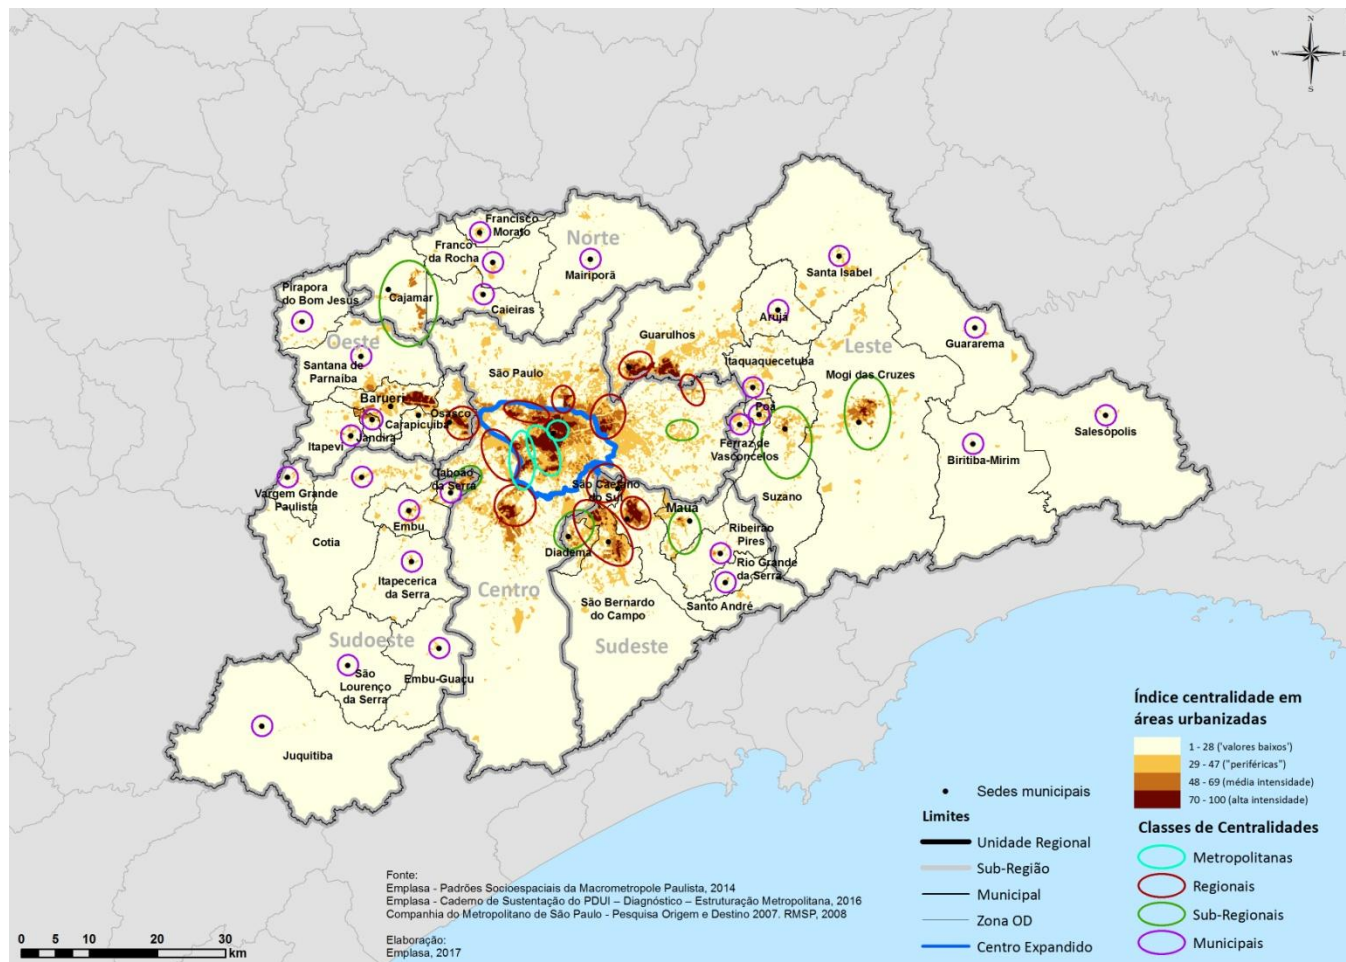 N
W
E
S
Francisco
Morato
Norte
Franco
da Rocha
Mairiporã
Santa Isabel
Pirapora
do Bom Jesus
Cajamar
Caieiras
Arujá
Guararema
Guarulhos
Oeste
Leste
Santana de
Parnaíba
São Paulo
Itaquaquecetuba
Mogi das Cruzes
Barueri
Osasco
Carapicuiba
Poá
Salesópolis
Jandira
Itapevi
Ferraz de
Vasconcelos
Biritiba-Mirim
Taboão
da Serra
São Caetano
do Sul
Vargem Grande
Paulista
Suzano
Mauá
Embu
Ribeirão
Pires
Cotia
Diadema
Rio Grande
da Serra
Itapecerica
da Serra
Centro
São Bernardo
do Campo
Santo André
Sudoeste
Sudeste
São
Lourenço
da Serra
Embu-Guaçu
Juquitiba
Índice centralidade em
áreas urbanizadas
1 - 28 ('valores baixos')
29 - 47 ("periféricas")
48 - 69 (média intensidade)
70 - 100 (alta intensidade)
Sedes municipais
Limites
Unidade Regional
Sub-Região
Municipal
Zona OD
Centro Expandido
Classes de Centralidades
Metropolitanas
Regionais
Sub-Regionais
Municipais
Fonte:
Emplasa - Padrões Socioespaciais da Macrometropole Paulista, 2014
Emplasa - Caderno de Sustentação do PDUI – Diagnóstico – Estruturação Metropolitana, 2016
Companhia do Metropolitano de São Paulo - Pesquisa Origem e Destino 2007. RMSP, 2008
Elaboração:
Emplasa, 2017
0 5 10 20 30
km